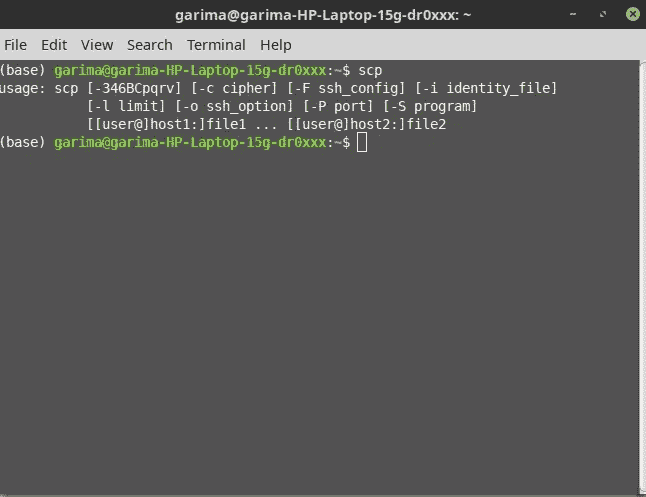 garima@garima-HP-Laptop-15g-dr0xxx: ~
File Edit View Search Terminal Help
(base) garima@garima-HP-Laptop-15g-dr0xxx:~$ scp
usage: scp [-346BCpqrv] [-c cipher] [-F ssh_config] [-i identity_file]
           [-l limit] [-o ssh_option] [-P port] [-S program]
           [[user@]host1:]file1 ... [[user@]host2:]file2
(base) garima@garima-HP-Laptop-15g-dr0xxx:~$